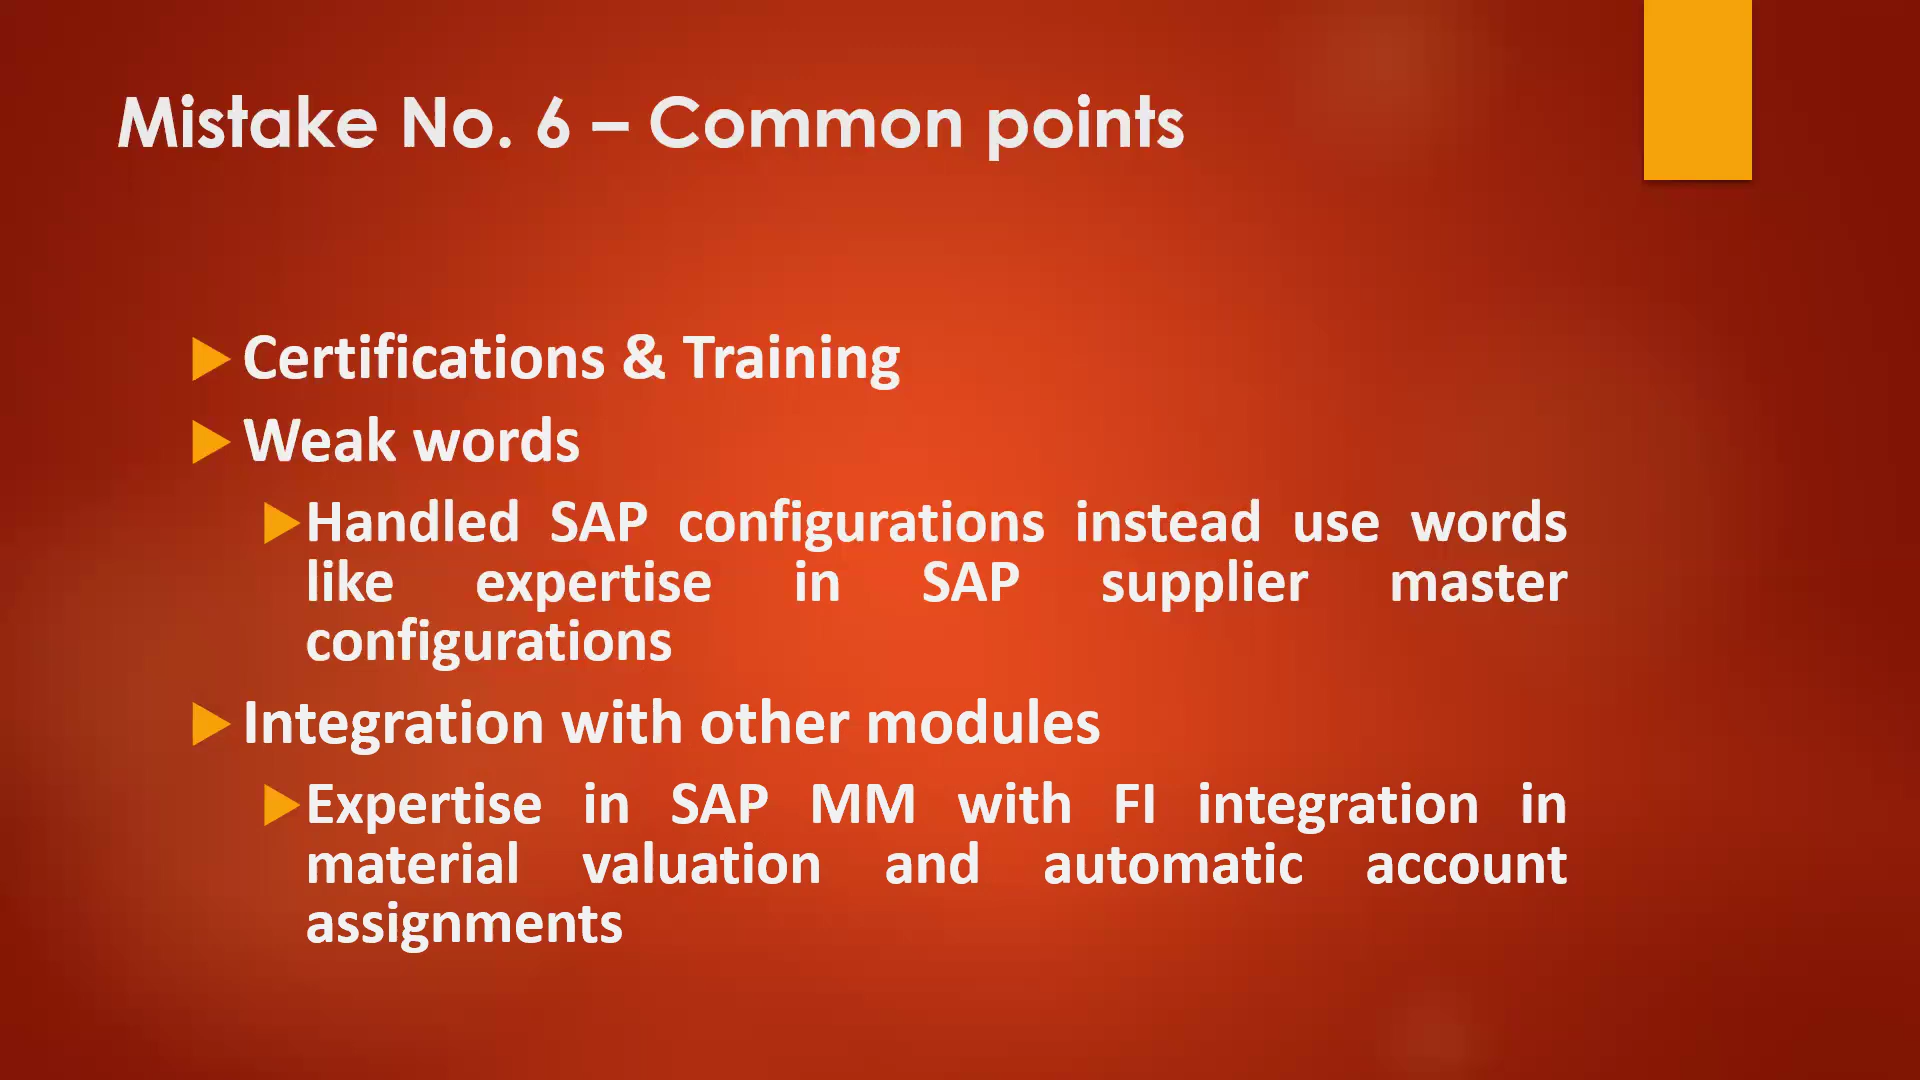 Mistake No. 6 – Common points
Certifications & Training
Weak words
Handled SAP configurations instead use words
like expertise in SAP supplier master
configurations
Integration with other modules
Expertise in SAP MM with FI integration in
material valuation and automatic account
assignments